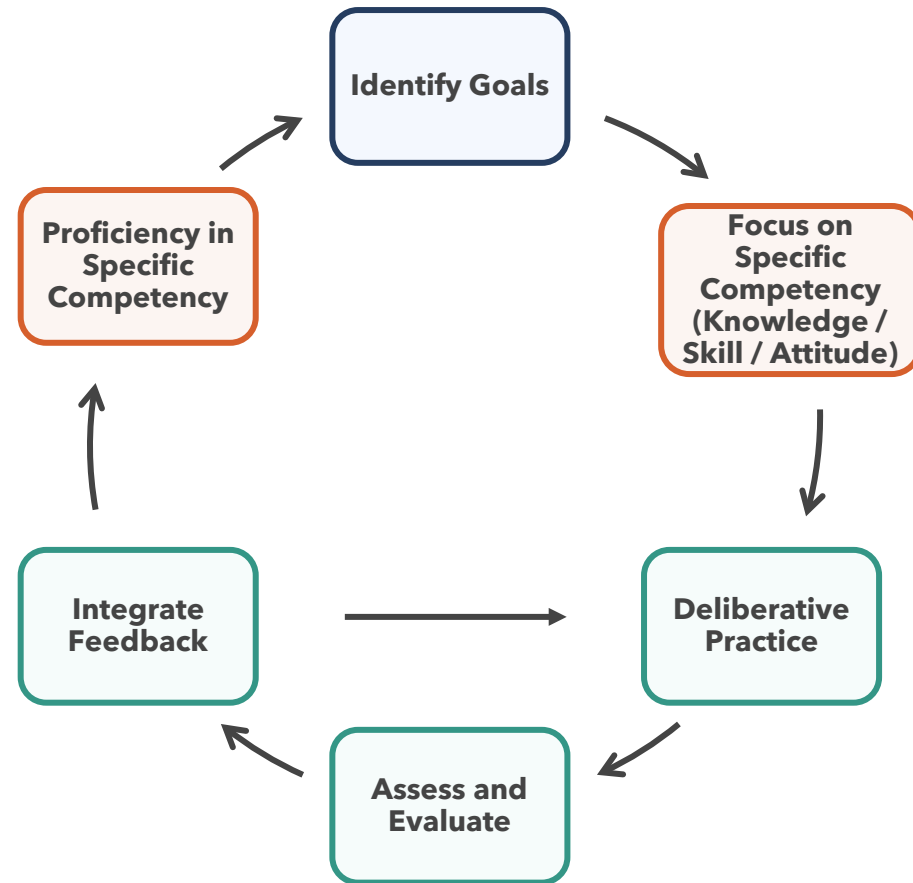 Identify Goals
Proficiency in
Specific
Competency
Focus on
Specific
Competency
(Knowledge /
Skill / Attitude)
Integrate
Feedback
Deliberative
Practice
Assess and
Evaluate